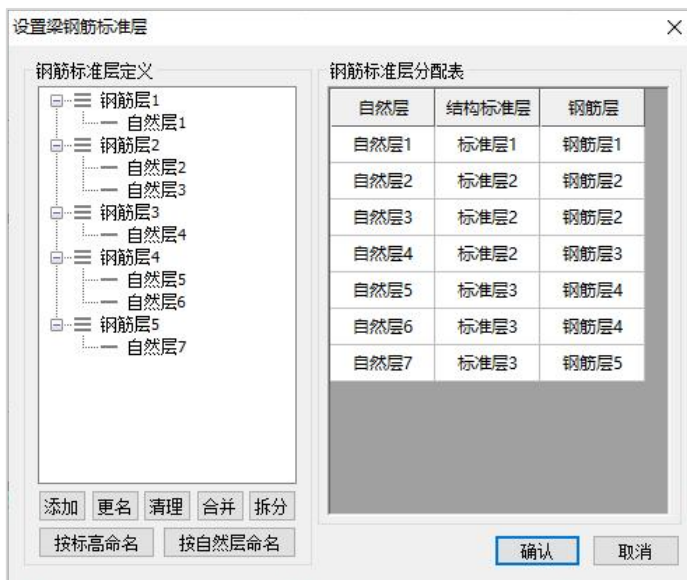 设置梁钢筋标准层
钢筋标准层定义
钢筋层1
自然层1
钢筋层2
自然层2
自然层3
钢筋层3
自然层4
钢筋层4
自然层5
自然层6
钢筋层5
自然层7
添加 更名 清理 合并 拆分
按标高命名 按自然层命名
钢筋标准层分配表
自然层 结构标准层 钢筋层
自然层1 标准层1 钢筋层1
自然层2 标准层2 钢筋层2
自然层3 标准层2 钢筋层2
自然层4 标准层2 钢筋层3
自然层5 标准层3 钢筋层4
自然层6 标准层3 钢筋层4
自然层7 标准层3 钢筋层5
确认 取消